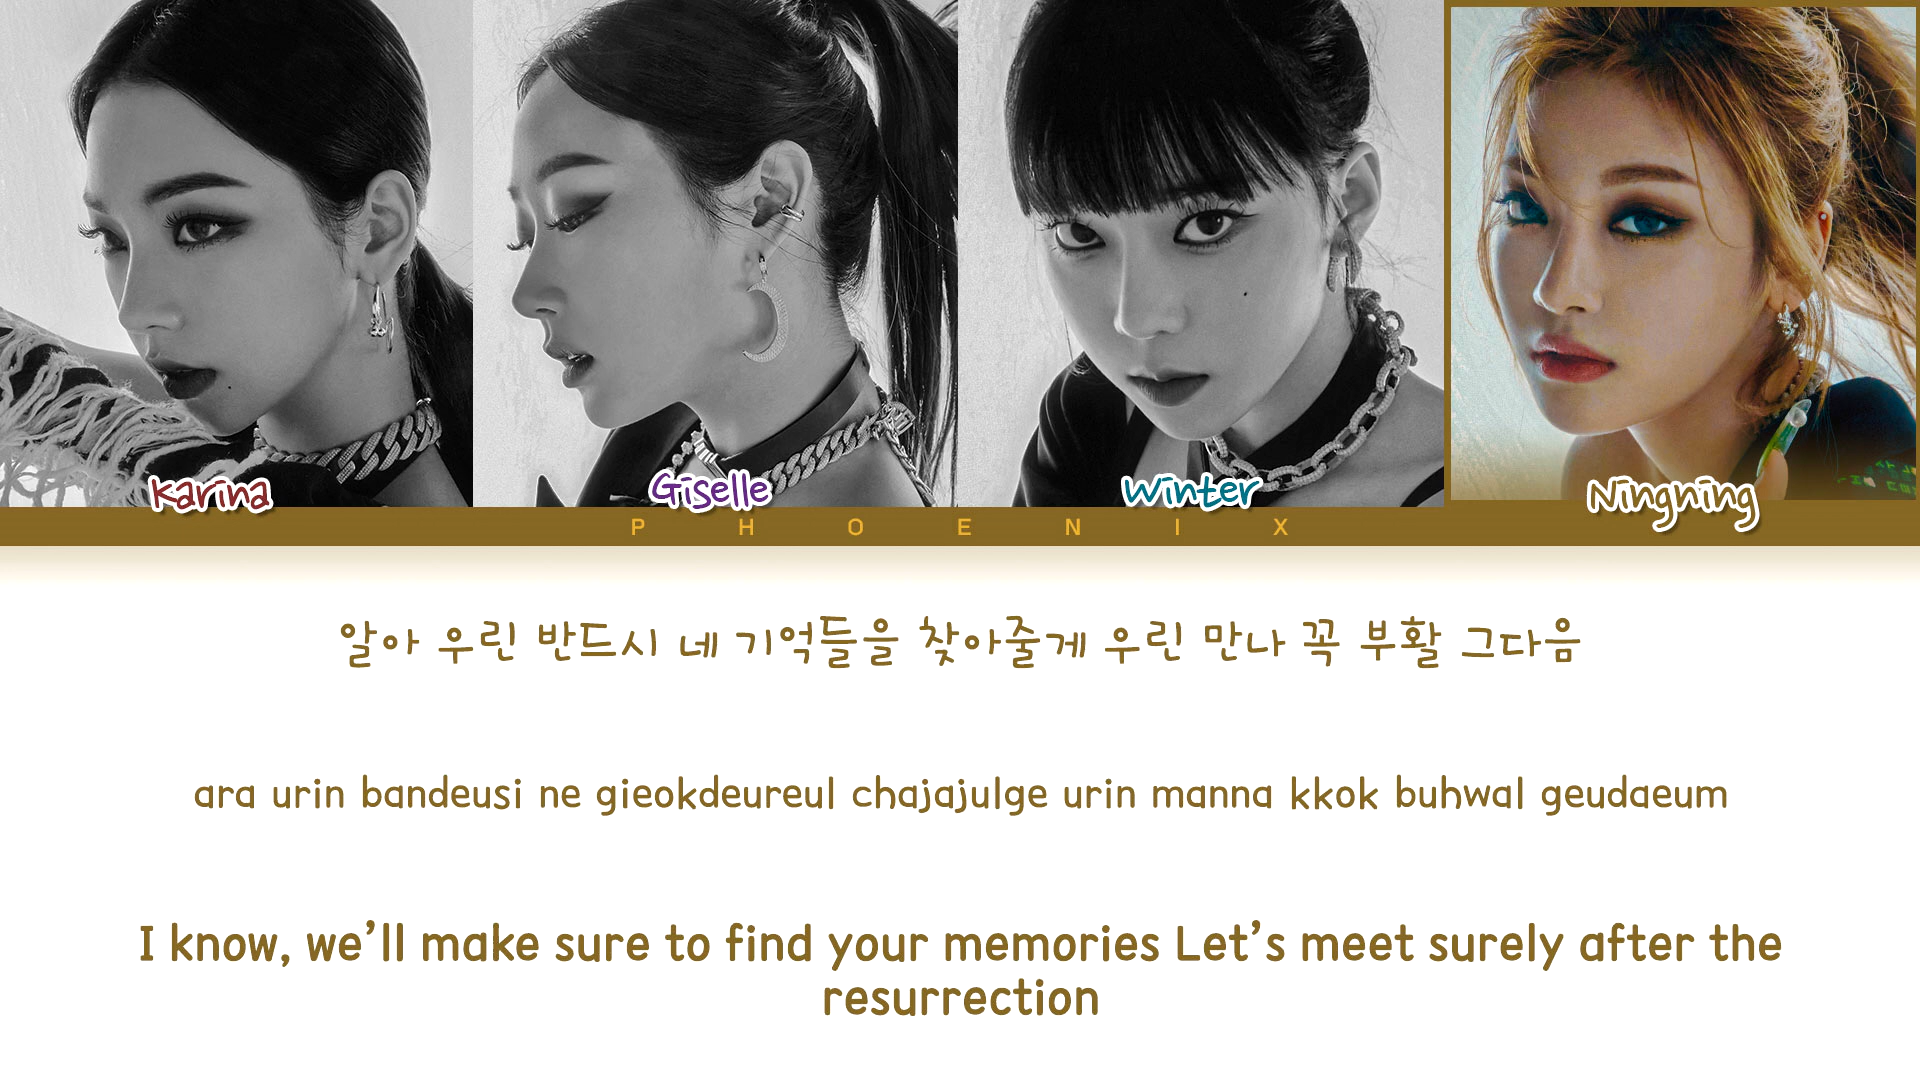 Karina
Giselle
Winter
Ningning
PHOENIX
알아 우린 반드시 네 기억들을 찾아줄게 우린 만나 꼭 부활 그다음
ara urin bandeusi ne gieokdeureul chajajulge urin manna kkok buhwal geudaeum
I know, we’ll make sure to find your memories Let’s meet surely after the
resurrection